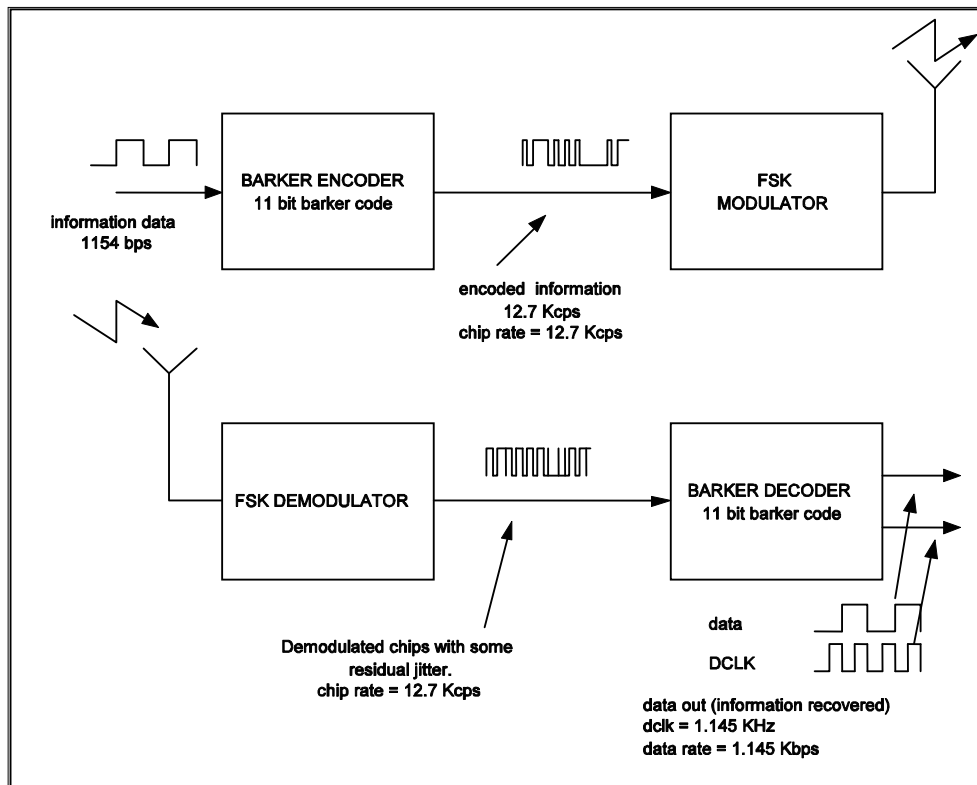 BARKER ENCODER
11 bit barker code
FSK
MODULATOR
information data
1154 bps
encoded information
12.7 Kcps
chip rate = 12.7 Kcps
FSK DEMODULATOR
BARKER DECODER
11 bit barker code
Demodulated chips with some
residual jitter.
chip rate = 12.7 Kcps
data
DCLK
data out (information recovered)
dclk = 1.145 KHz
data rate = 1.145 Kbps